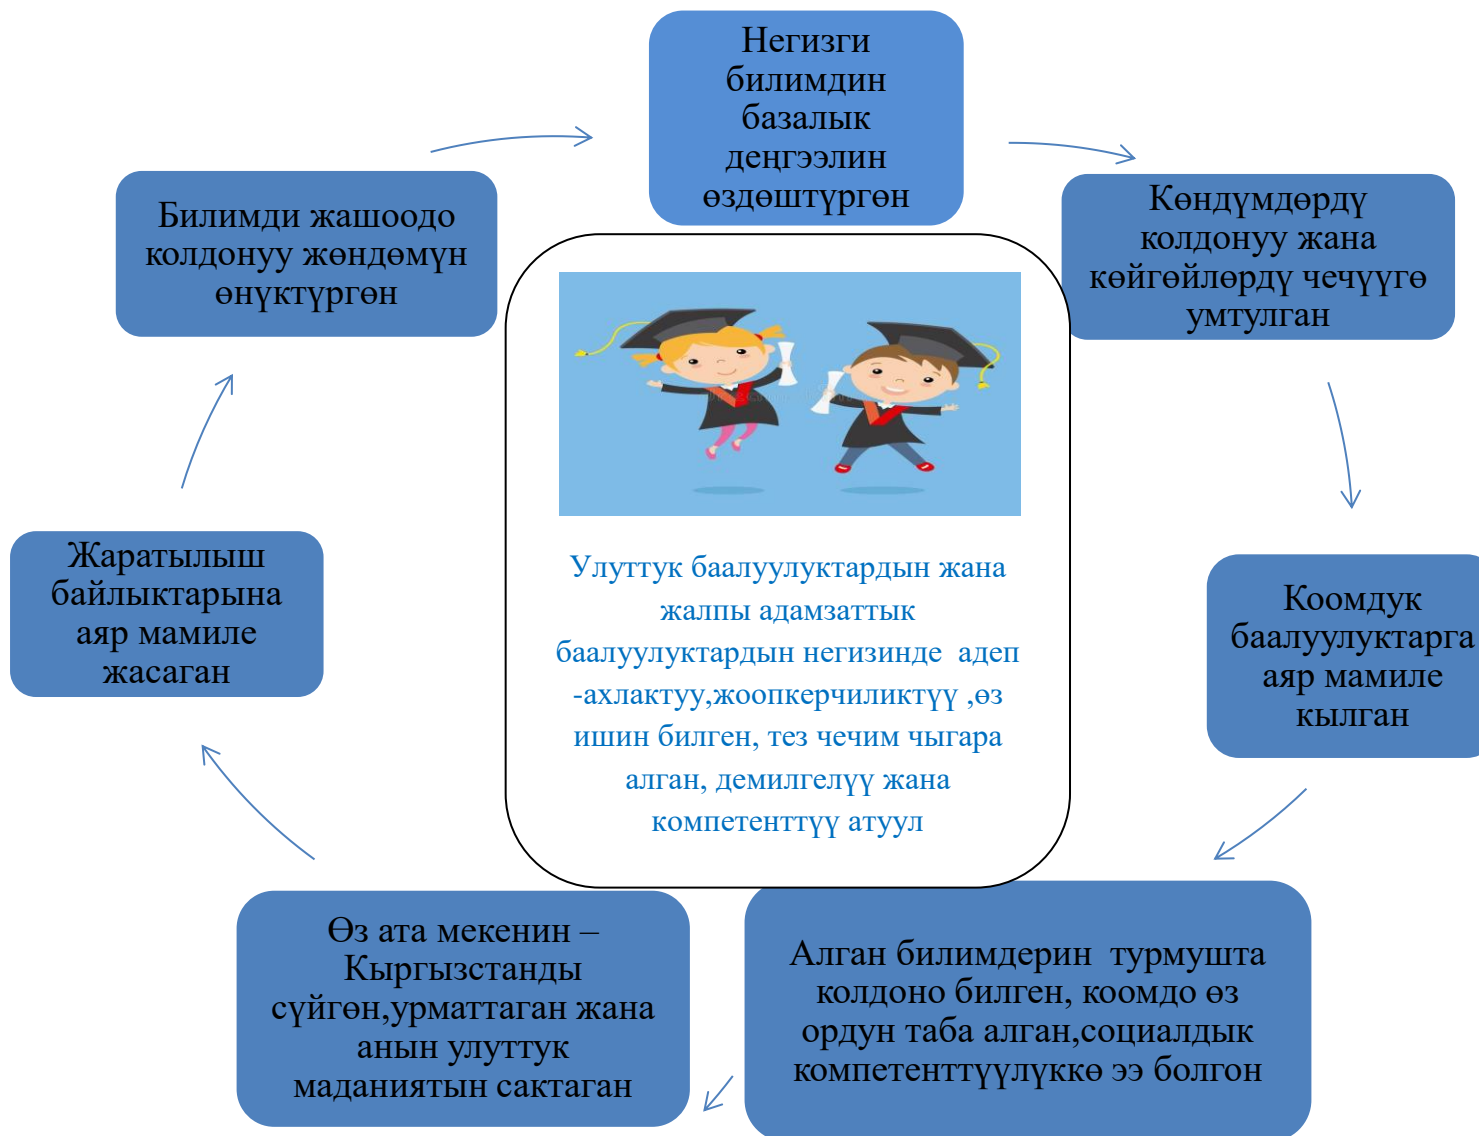 Негизги
билимдин
базалык
деңгээлин
өздөштүргөн
Көндүмдөрдү
колдонуу жана
көйгөйлөрдү чечүүгө
умтулган
Коомдук
баалуулуктарга
аяр мамиле
кылган
Алган билимдерин  турмушта
колдоно билген, коомдо өз
ордун таба алган,социалдык
компетенттүүлүккө ээ болгон
Өз ата мекенин –
Кыргызстанды
сүйгөн,урматтаган жана
анын улуттук
маданиятын сактаган
Жаратылыш
байлыктарына
аяр мамиле
жасаган
Билимди жашоодо
колдонуу жөндөмүн
өнүктүргөн
Улуттук баалуулуктардын жана
жалпы адамзаттык
баалуулуктардын негизинде  адеп
-ахлактуу,жоопкерчиликтүү ,өз
ишин билген, тез чечим чыгара
алган, демилгелүү жана
компетенттүү атуул